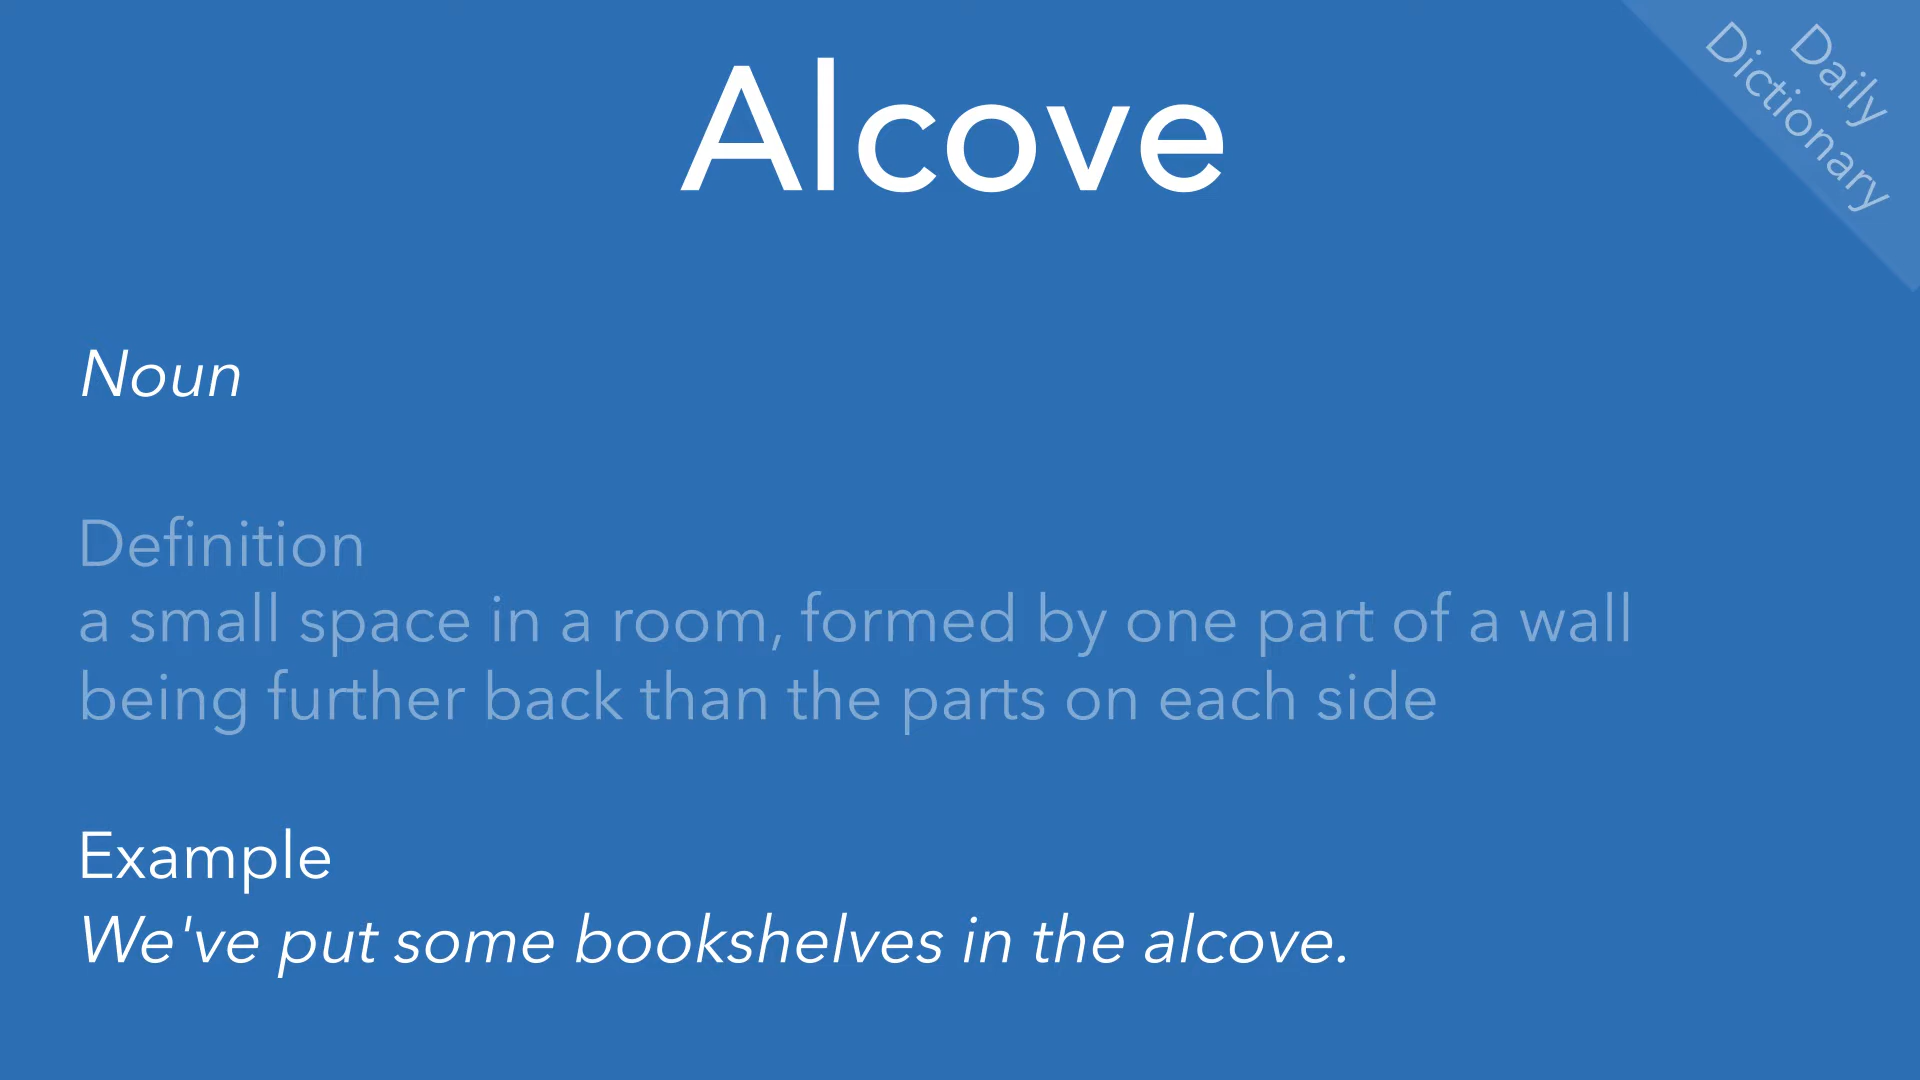 Alcove
Daily
Dictionary
Noun
Definition
a small space in a room, formed by one part of a wall
being further back than the parts on each side
Example
We've put some bookshelves in the alcove.